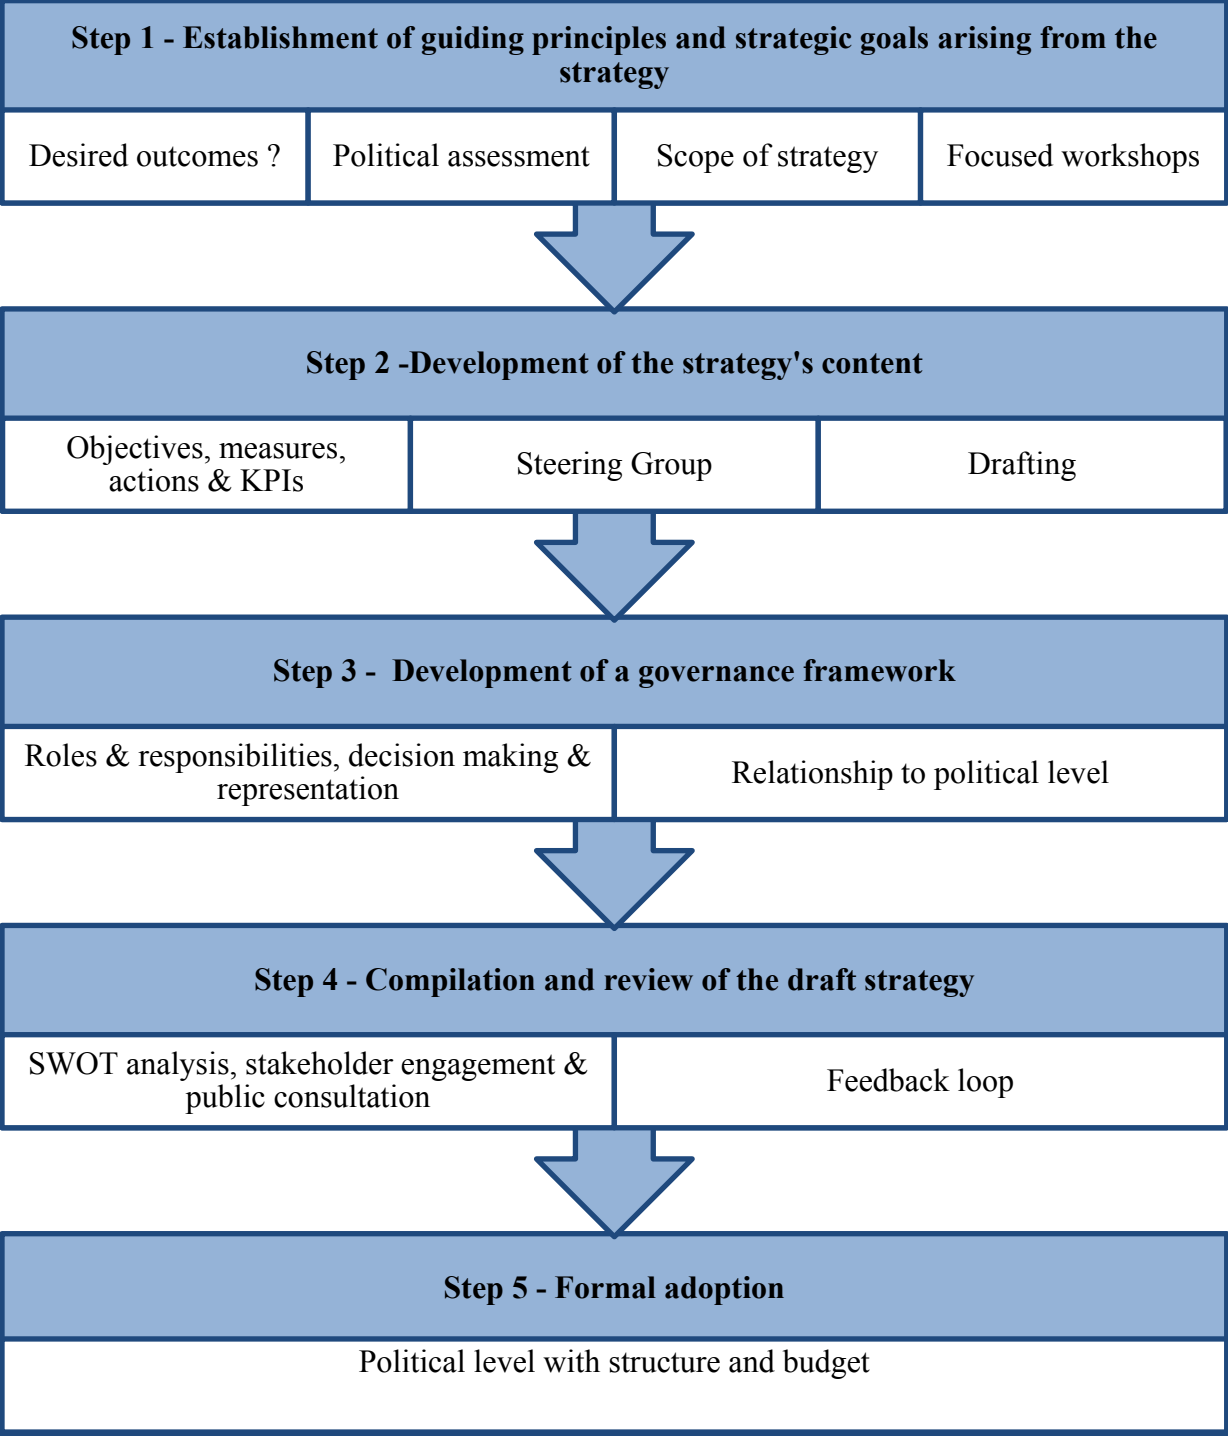 Step 1 - Establishment of guiding principles and strategic goals arising from the
strategy
Desired outcomes ?
Political assessment
Scope of strategy
Focused workshops
Step 2 -Development of the strategy's content
Objectives, measures,
actions & KPIs
Steering Group
Drafting
Step 3 -  Development of a governance framework
Roles & responsibilities, decision making &
representation
Relationship to political level
Step 4 - Compilation and review of the draft strategy
SWOT analysis, stakeholder engagement &
public consultation
Feedback loop
Step 5 - Formal adoption
Political level with structure and budget